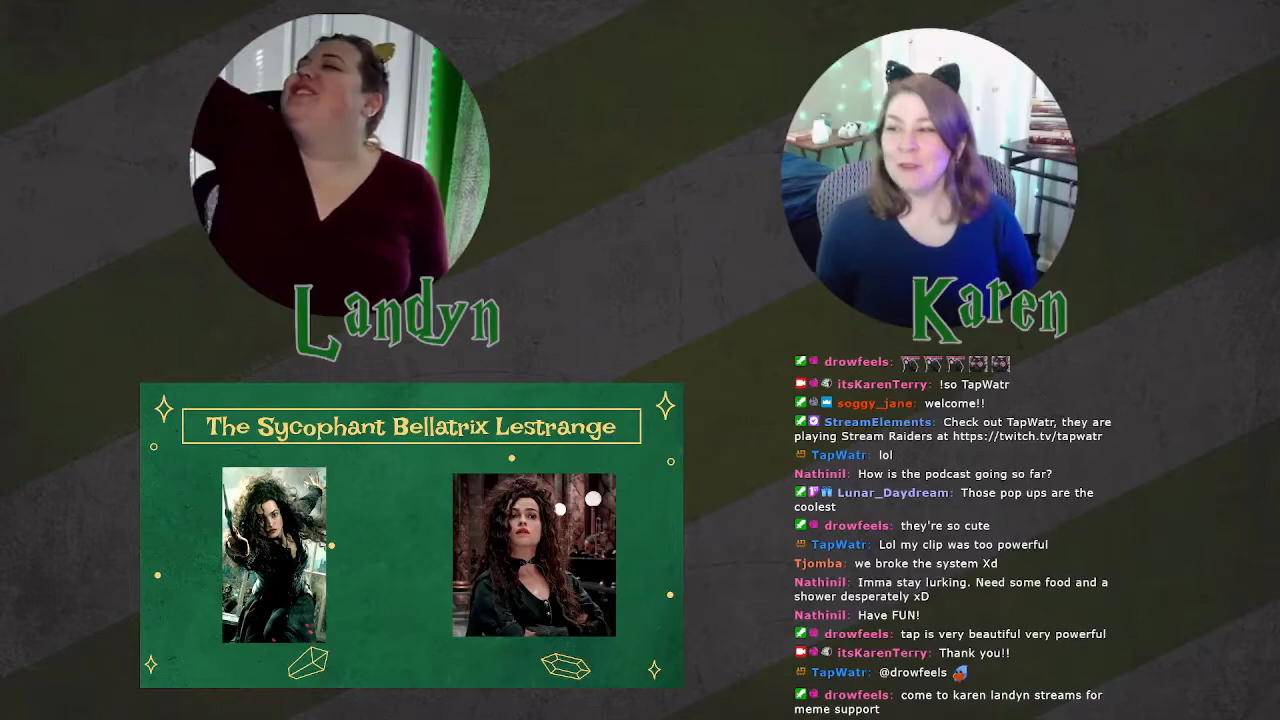 Landyn
Karen
The Sycophant Bellatrix Lestrange
drowfeels:
itsKarenTerry: !so TapWatr
soggy_jane: welcome!!
StreamElements: Check out TapWatr, they are
playing Stream Raiders at https://twitch.tv/tapwatr
TapWatr: lol
Nathinil: How is the podcast going so far?
Lunar_Daydream: Those pop ups are the
coolest
drowfeels: they're so cute
TapWatr: Lol my clip was too powerful
Tjomba: we broke the system Xd
Nathinil: Imma stay lurking. Need some food and a
shower desperately xD
Nathinil: Have FUN!
drowfeels: tap is very beautiful very powerful
itsKarenTerry: Thank you!!
TapWatr: @drowfeels
drowfeels: come to karen landyn streams for
meme support